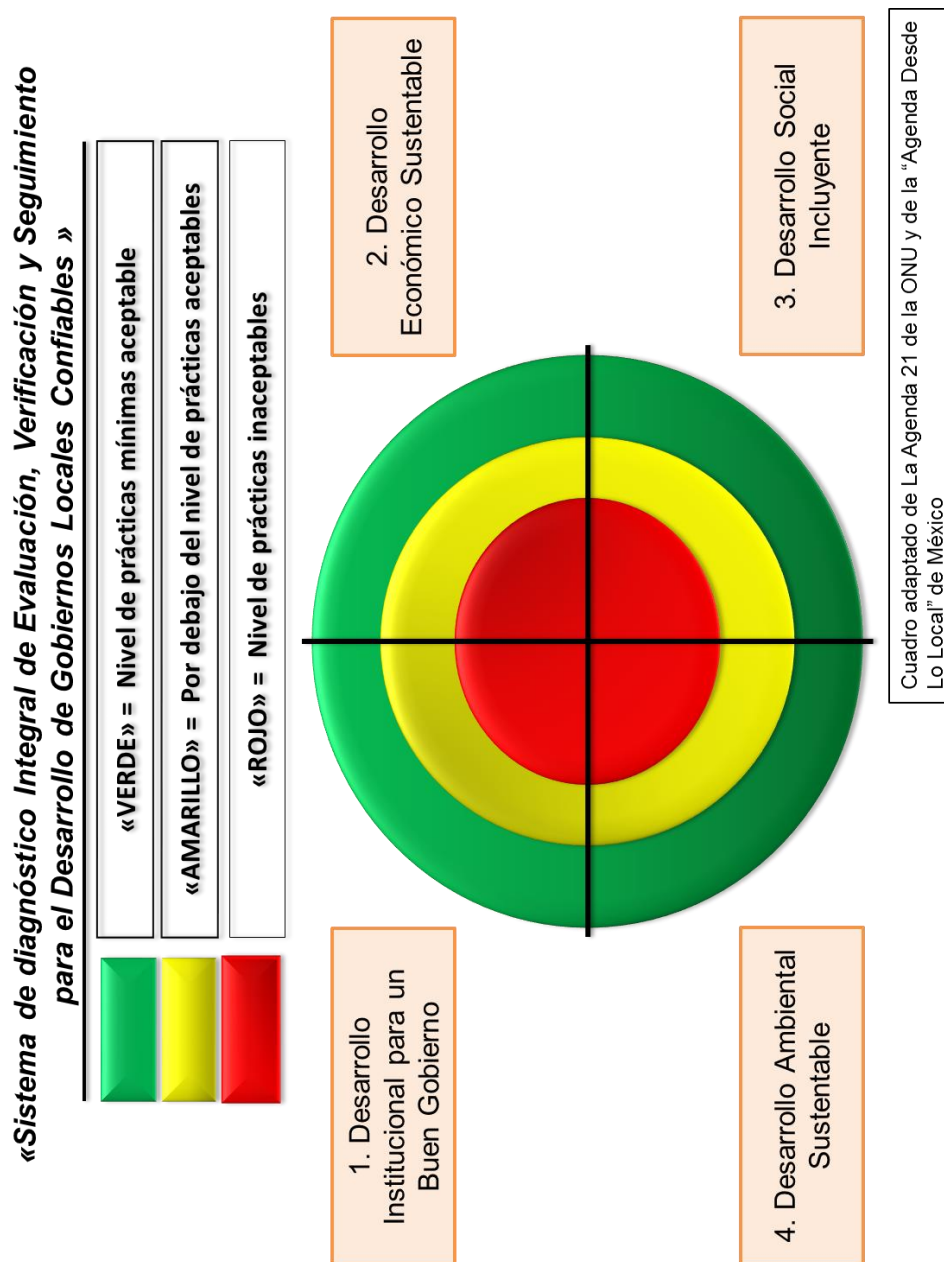 «Sistema de diagnóstico Integral de Evaluación, Verificación y Seguimiento
para el Desarrollo de Gobiernos Locales Confiables »
«VERDE» = Nivel de prácticas mínimas aceptable
«AMARILLO» = Por debajo del nivel de prácticas aceptables
«ROJO» = Nivel de prácticas inaceptables
1. Desarrollo
Institucional para un
Buen Gobierno
2. Desarrollo
Económico Sustentable
4. Desarrollo Ambiental
Sustentable
3. Desarrollo Social
Incluyente
Cuadro adaptado de La Agenda 21 de la ONU y de la “Agenda Desde
Lo Local” de México